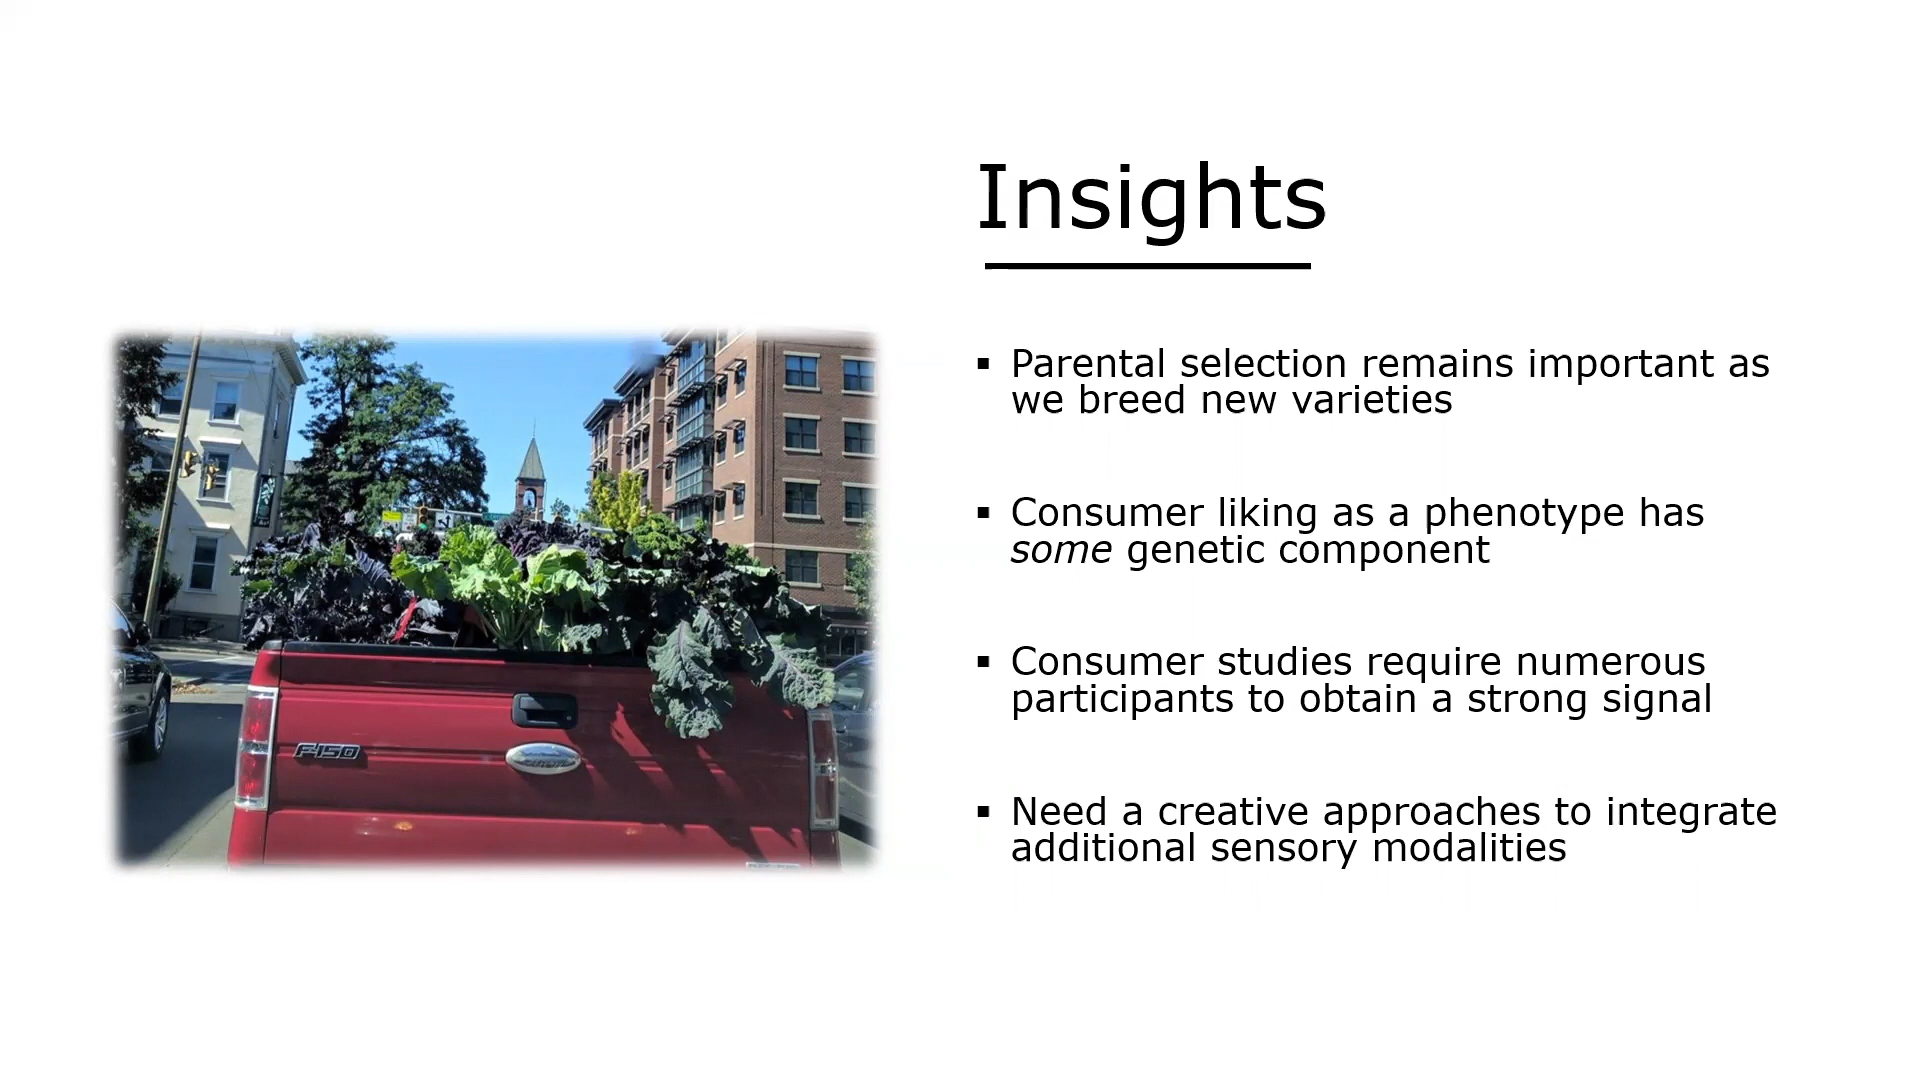 Insights
▪ Parental selection remains important as
we breed new varieties
▪ Consumer liking as a phenotype has
some genetic component
▪ Consumer studies require numerous
participants to obtain a strong signal
▪ Need a creative approaches to integrate
additional sensory modalities
F-150